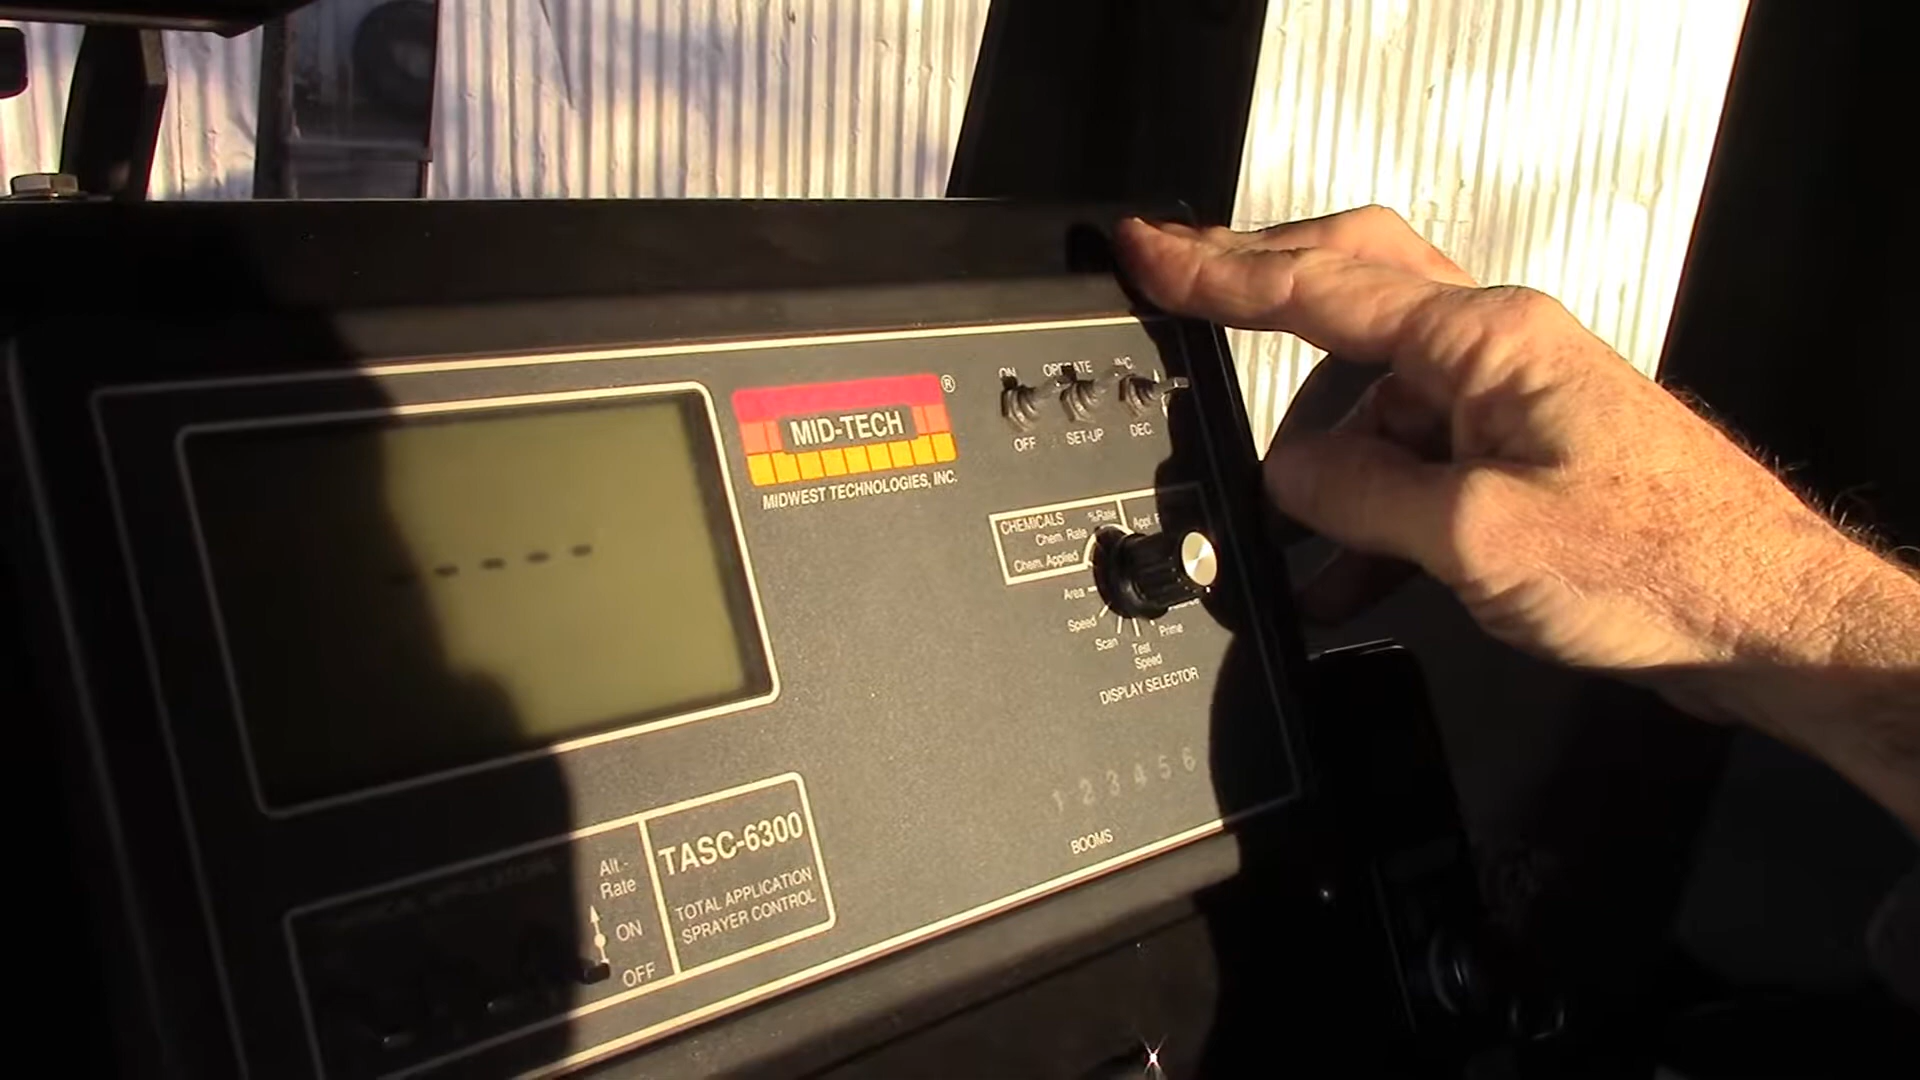 - - - -
MID-TECH
®
MIDWEST TECHNOLOGIES, INC.
ON OPERATE INC.
OFF SET-UP DEC.
CHEMICALS
%Rate
Chem. Rate
Chem. Applied
Appl.
Area
Speed
Scan
Test
Speed
Prime
DISPLAY SELECTOR
1 2 3 4 5 6
BOOMS
Alt.-
Rate
ON
OFF
TASC-6300
TOTAL APPLICATION
SPRAYER CONTROL